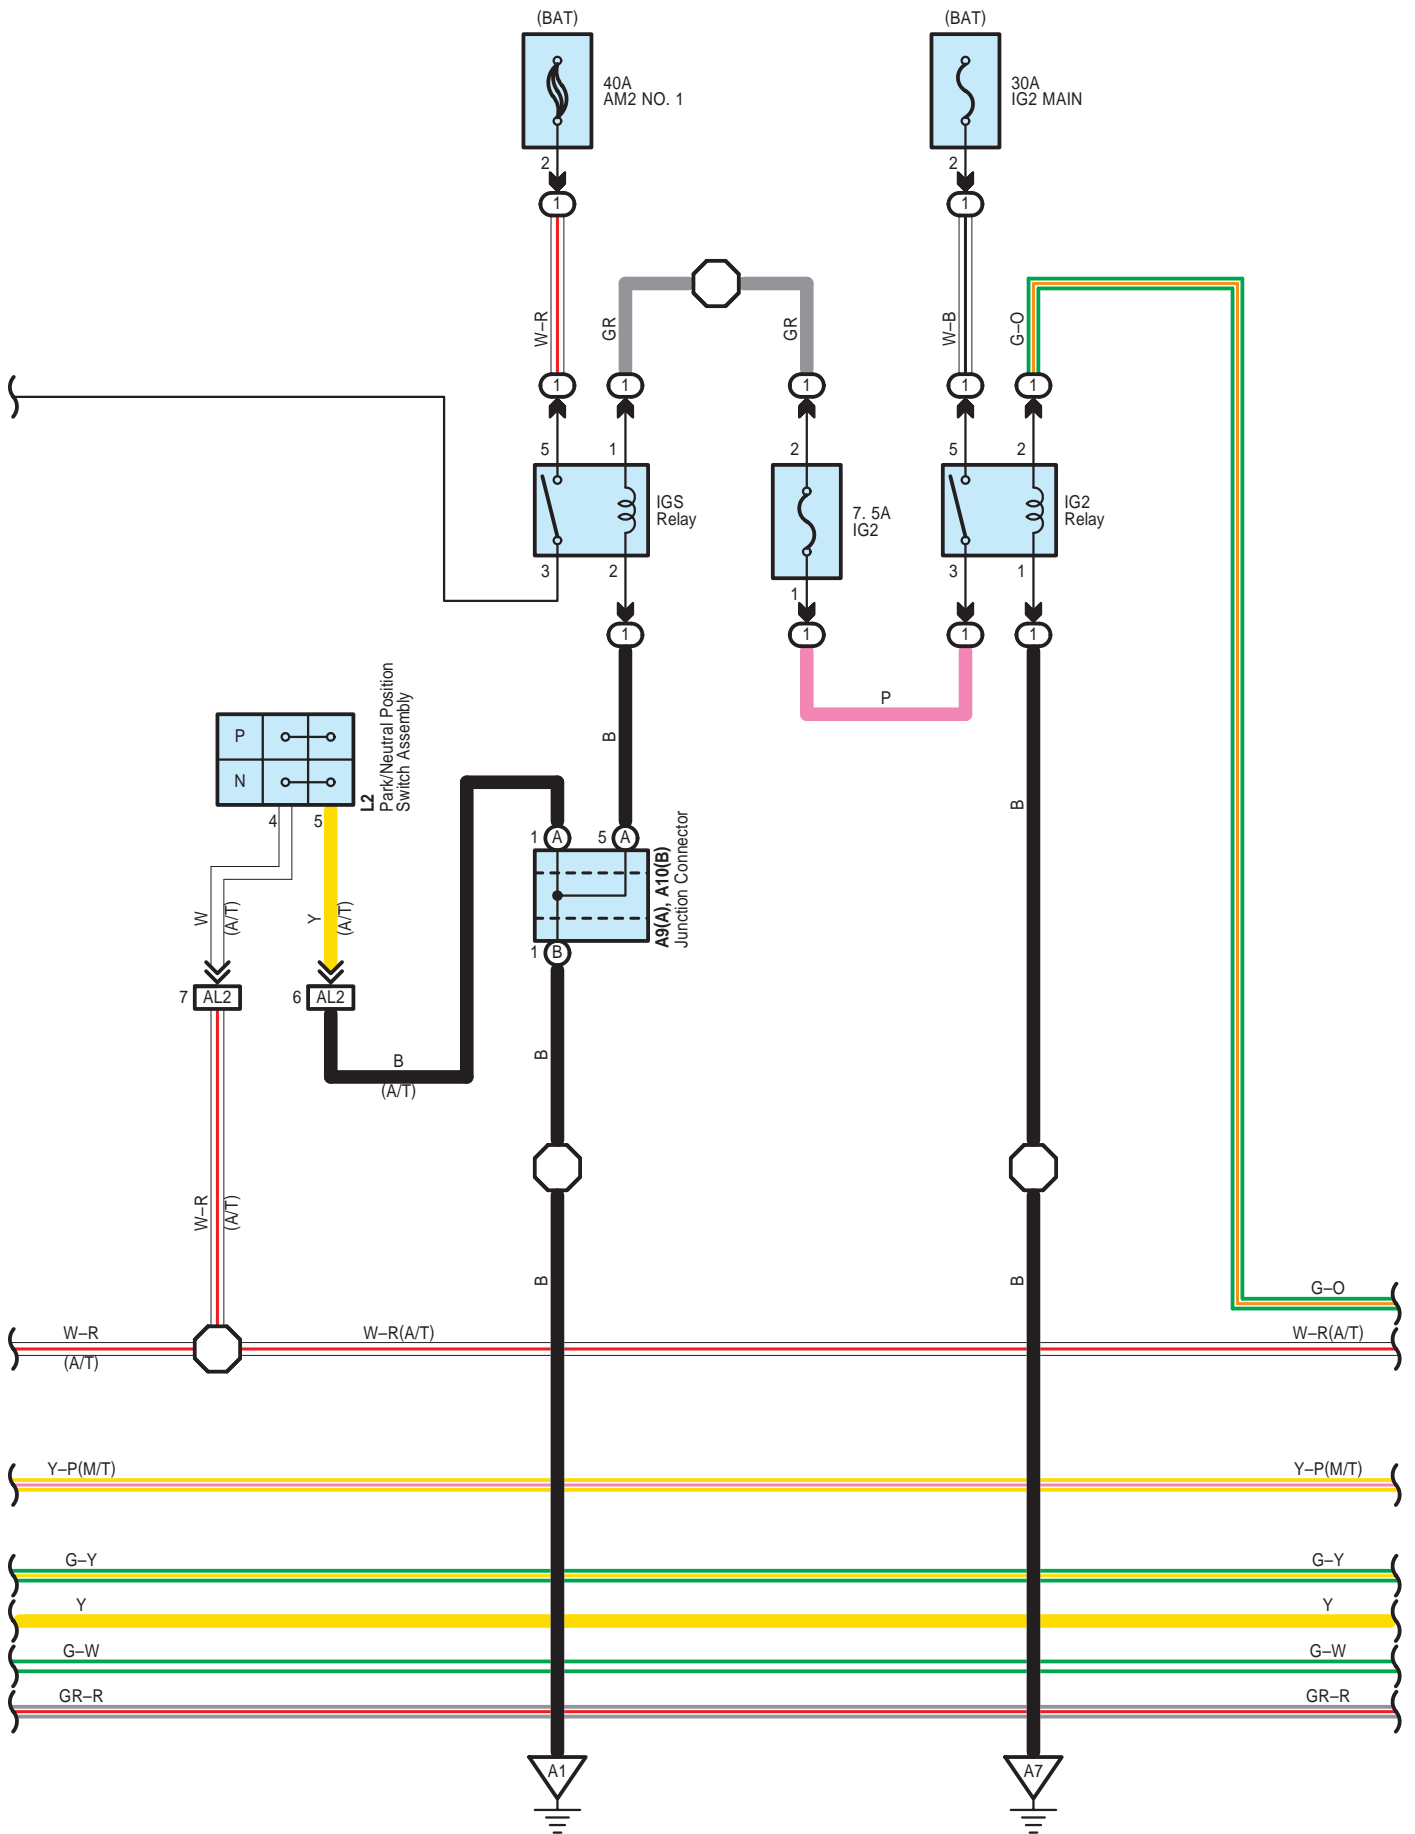 (BAT)
(BAT)
40A
AM2 NO. 1
30A
IG2 MAIN
2
2
1
1
W–R
GR
GR
W–B
G–O
1
1
1
1
1
5
1
2
5
2
IGS
Relay
7. 5A
IG2
IG2
Relay
3
2
1
3
1
1
1
1
1
P
B
B
P
N
L2
Park/Neutral Position
Switch Assembly
4
5
1
A
5
A
A9(A), A10(B)
Junction Connector
1
B
W
(A/T)
Y
(A/T)
7
AL2
6
AL2
B
(A/T)
B
W–R
(A/T)
B
B
G–O
W–R
(A/T)
W–R(A/T)
W–R(A/T)
Y–P(M/T)
Y–P(M/T)
G–Y
G–Y
Y
Y
G–W
G–W
GR–R
GR–R
A1
A7